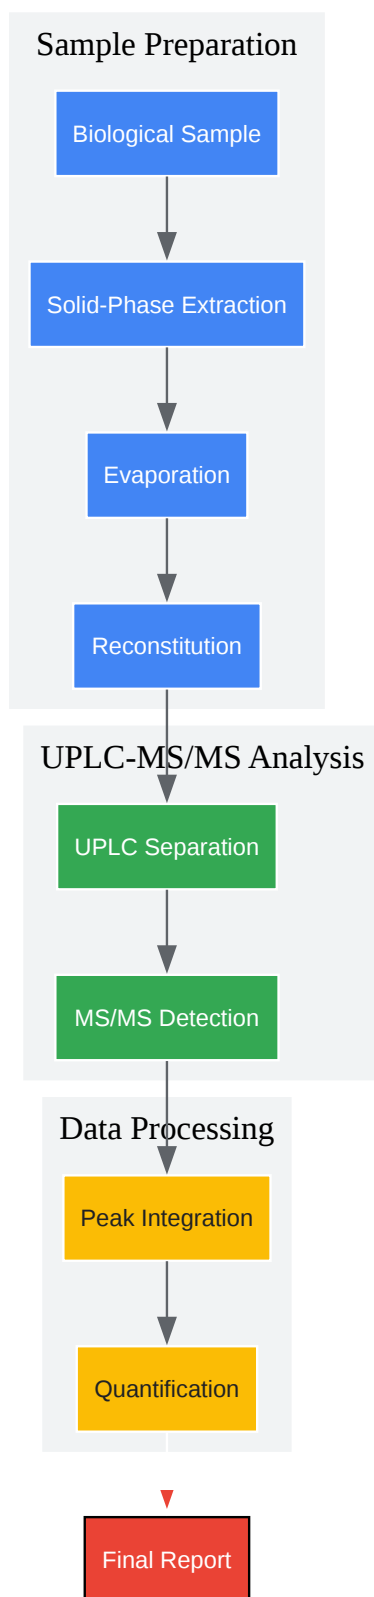 Sample Preparation
Biological Sample
Solid-Phase Extraction
Evaporation
Reconstitution
UPLC-MS/MS Analysis
UPLC Separation
MS/MS Detection
Data Processing
Peak Integration
Quantification
Final Report